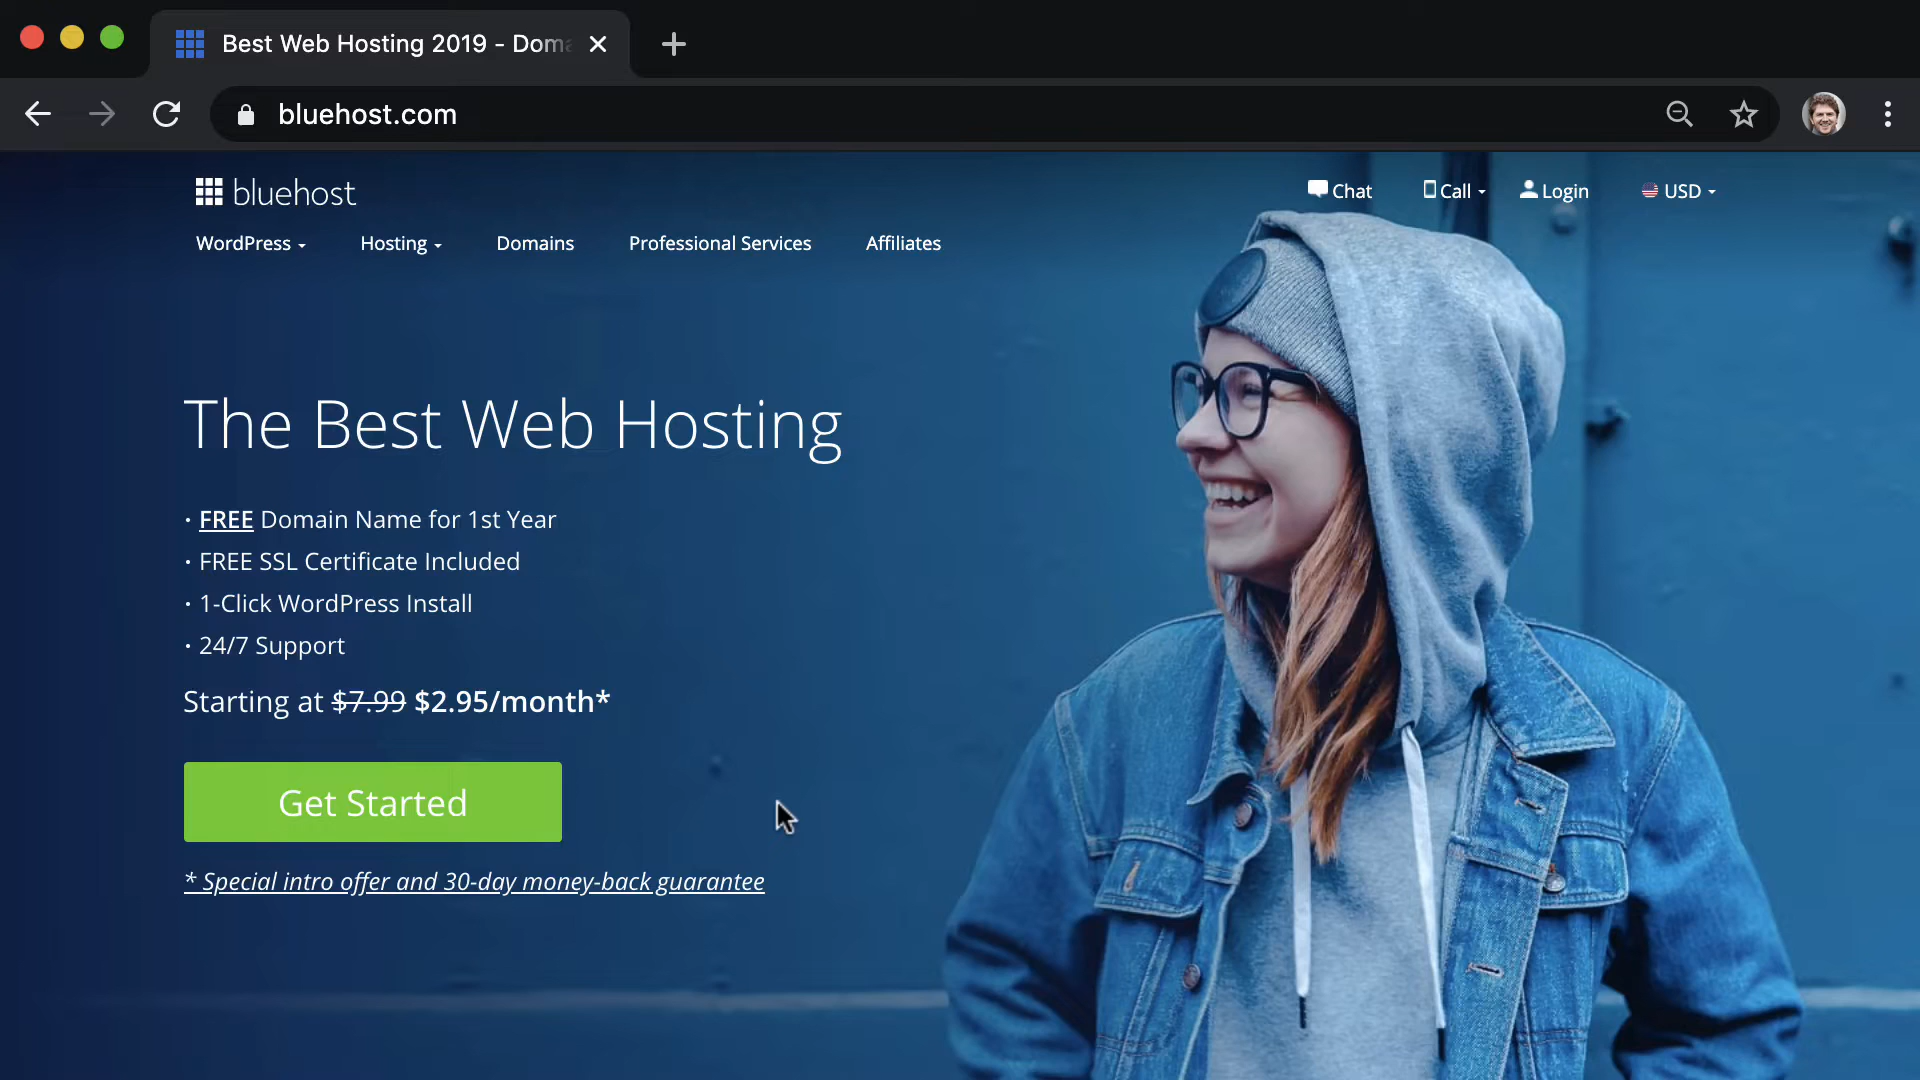 Best Web Hosting 2019 - Doma
bluehost.com
bluehost
Chat
Call
Login
USD
WordPress
Hosting
Domains
Professional Services
Affiliates
The Best Web Hosting
· FREE Domain Name for 1st Year
· FREE SSL Certificate Included
· 1-Click WordPress Install
· 24/7 Support
Starting at $7.99 $2.95/month*
Get Started
* Special intro offer and 30-day money-back guarantee